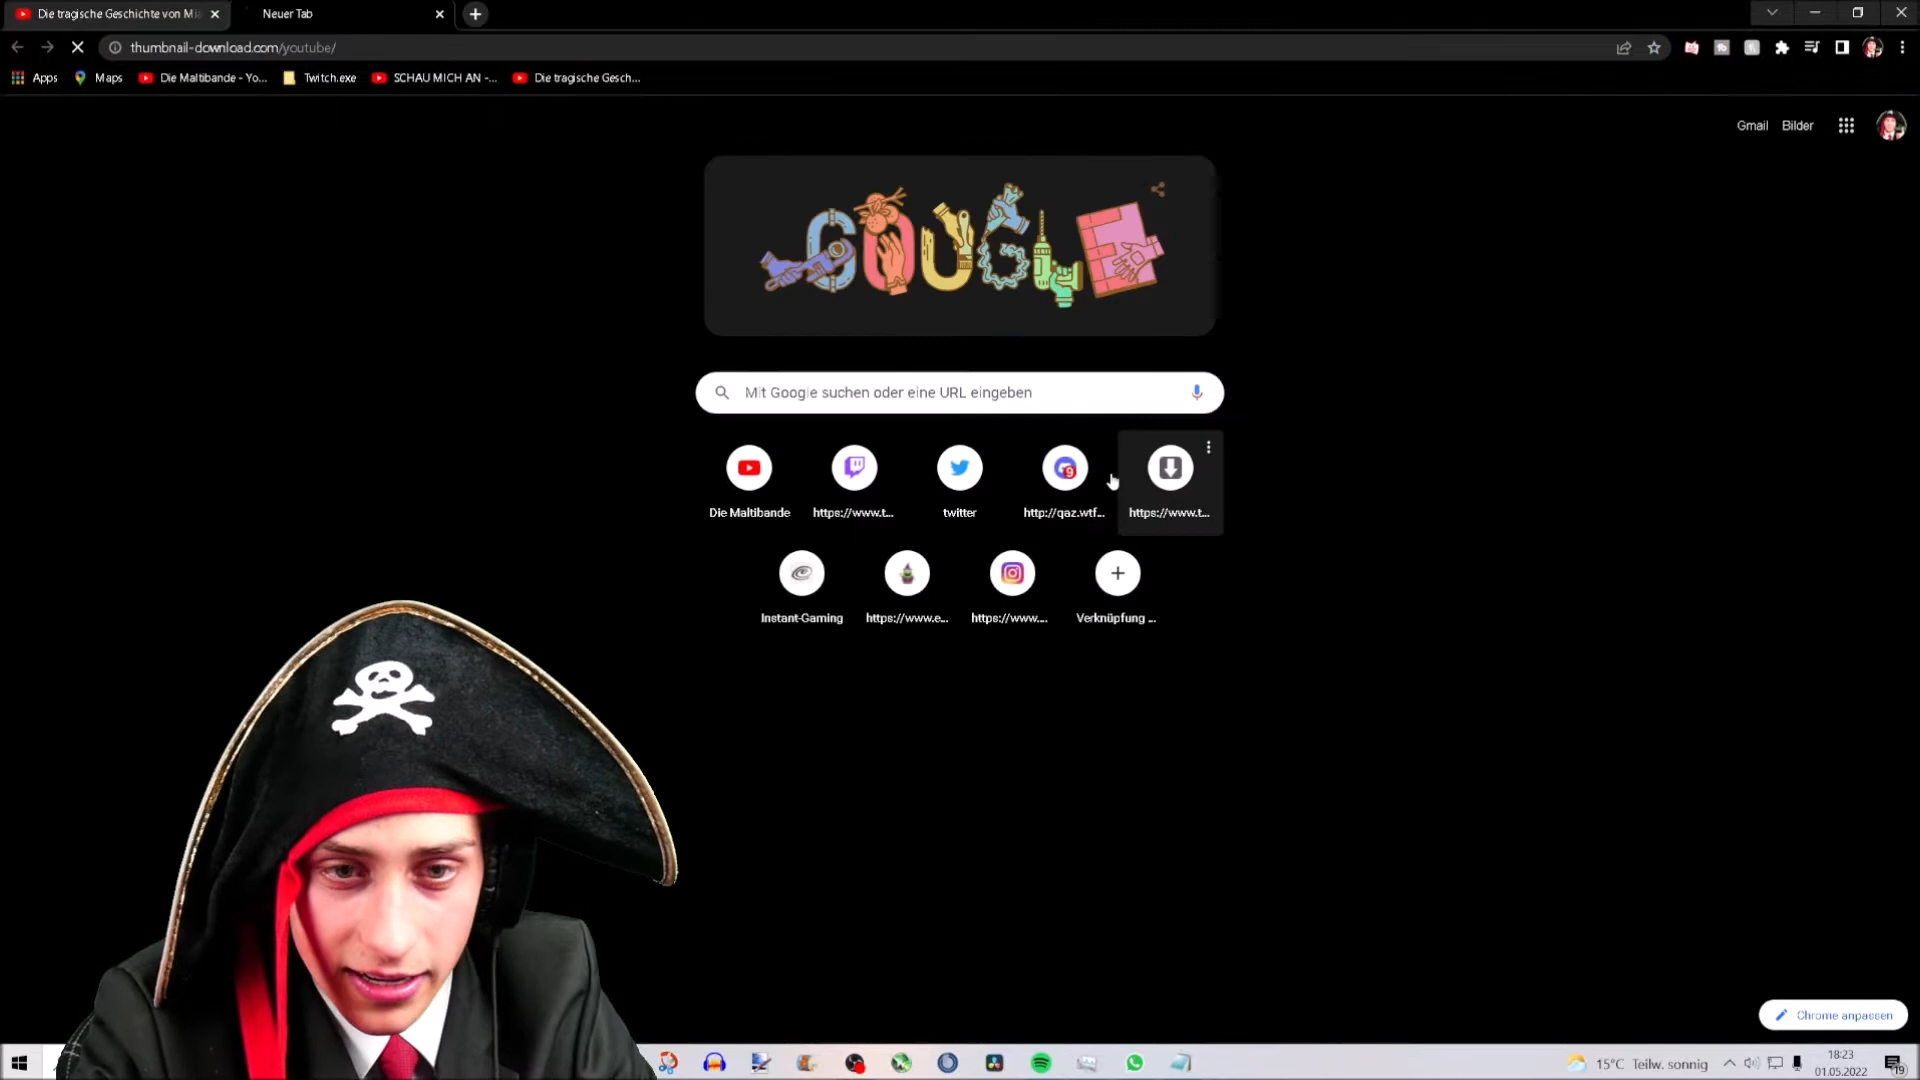 Die tragische Geschichte von Mi
Neuer Tab
thumbnail-download.com/youtube/
Apps
Maps
Die Maltibande - Yo...
Twitch.exe
SCHAU MICH AN -...
Die tragische Gesch...
Gmail
Bilder
GOUGLE
Mit Google suchen oder eine URL eingeben
Die Maltibande
https://www.t...
twitter
http://qaz.wtf...
https://www.t...
Instant-Gaming
https://www.e...
https://www....
Verknüpfung ...
Chrome anpassen
15°C Teilw. sonnig
18:23
01.05.2022
19